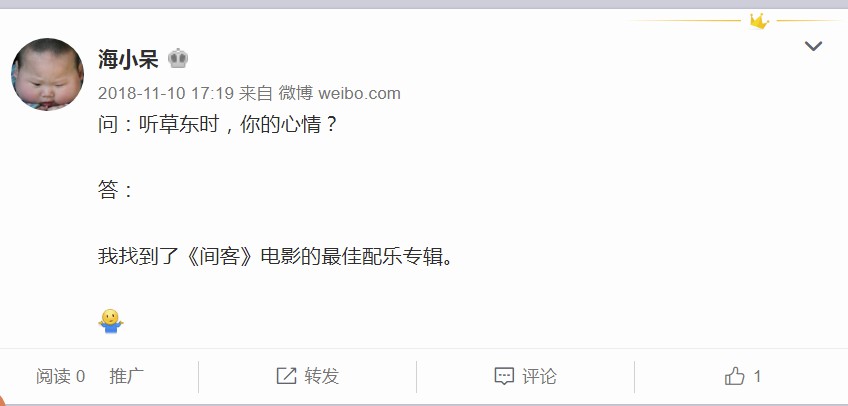 海小呆
2018-11-10 17:19 来自 微博 weibo.com
问：听草东时，你的心情？
答：
我找到了《间客》电影的最佳配乐专辑。
阅读 0 推广 转发 评论 1